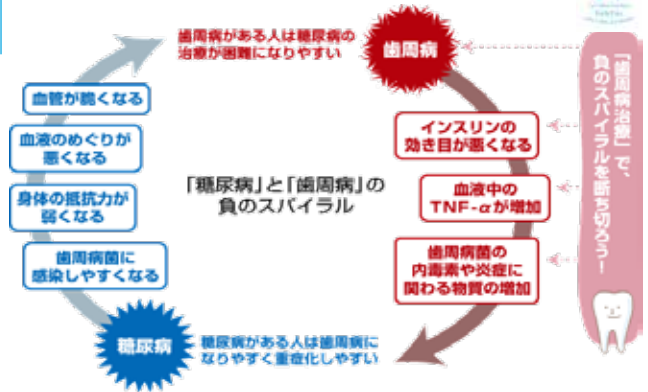 歯周病がある人は糖尿病の
治療が困難になりやすい
歯周病
インスリンの
効き目が悪くなる
血液中の
TNF-αが増加
歯周病菌の
内毒素や炎症に
関わる物質の増加
「糖尿病」と「歯周病」の
負のスパイラル
血管が脆くなる
血液のめぐりが
悪くなる
身体の抵抗力が
弱くなる
歯周病菌に
感染しやすくなる
糖尿病
糖尿病がある人は歯周病に
なりやすく重症化しやすい
「歯周病治療」で、
負のスパイラルを断ち切ろう!